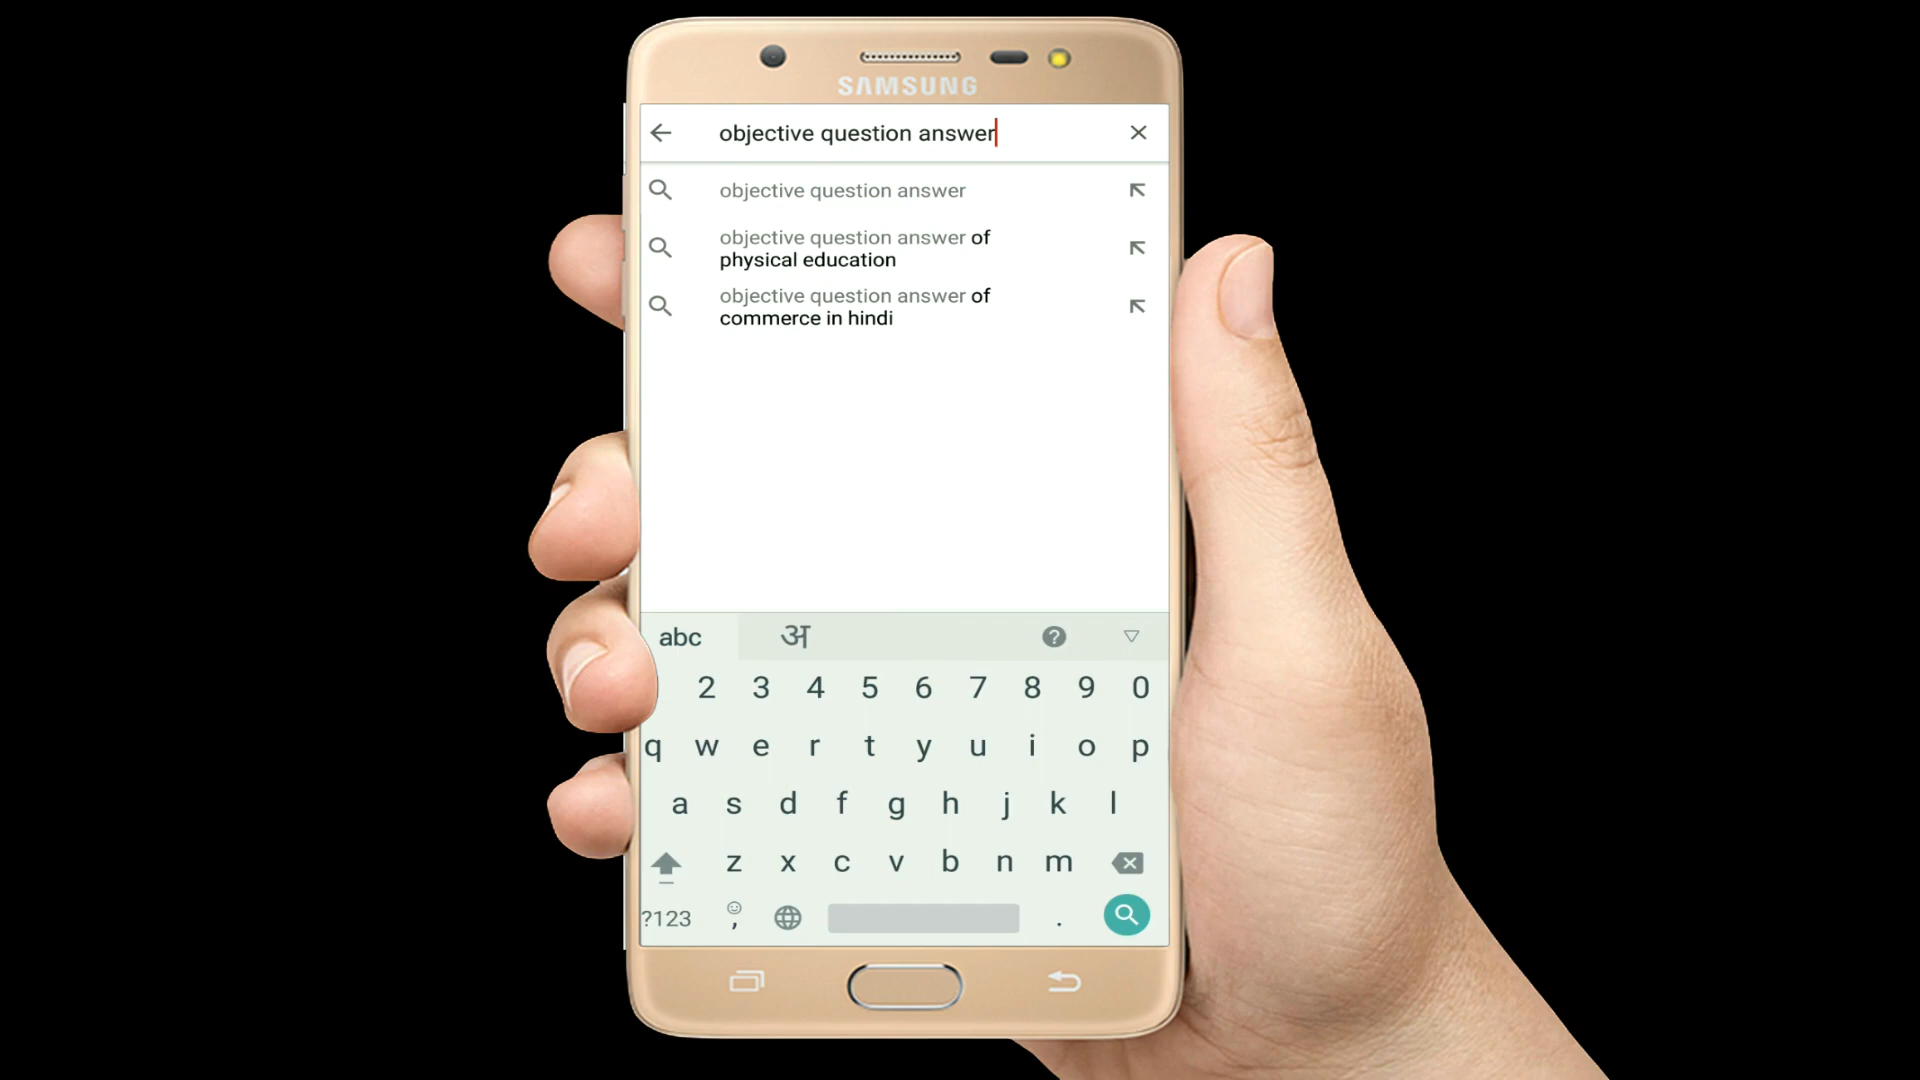 SAMSUNG
objective question answer
objective question answer
objective question answer of
physical education
objective question answer of
commerce in hindi
abc अ ?
2 3 4 5 6 7 8 9 0
q w e r t y u i o p
a s d f g h j k l
z x c v b n m
?123 , .